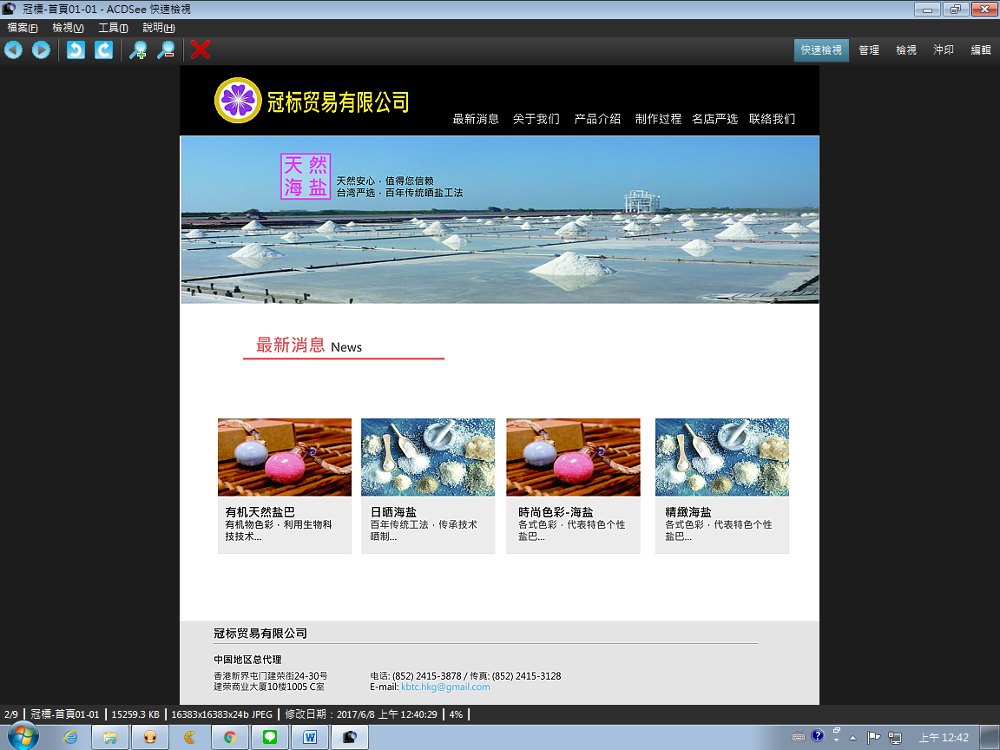 冠標-首頁01-01 - ACDSee 快速檢視
檔案(F) 檢視(V) 工具(T) 說明(H)
快速檢視 管理 檢視 沖印 編輯
冠标贸易有限公司
最新消息 关于我们 产品介绍 制作过程 名店严选 联络我们
天然
海盐
天然安心·值得您信赖
台湾严选·百年传统晒盐工法
最新消息 News
有机天然盐巴
有机物色彩·利用生物科
技技术...
日晒海盐
百年传统工法·传承技术
晒制...
時尚色彩-海盐
各式色彩·代表特色个性
盐巴...
精緻海盐
各式色彩·代表特色个性
盐巴...
冠标贸易有限公司
中国地区总代理
香港新界屯门建荣街24-30号
建荣商业大厦10楼1005 C室
电话: (852) 2415-3878 / 传真: (852) 2415-3128
E-mail: kbtc.hkg@gmail.com
2/9 冠標-首頁01-01 15259.3 KB 16383x16383x24b JPEG 修改日期：2017/6/8 上午 12:40:29 4%
上午 12:42